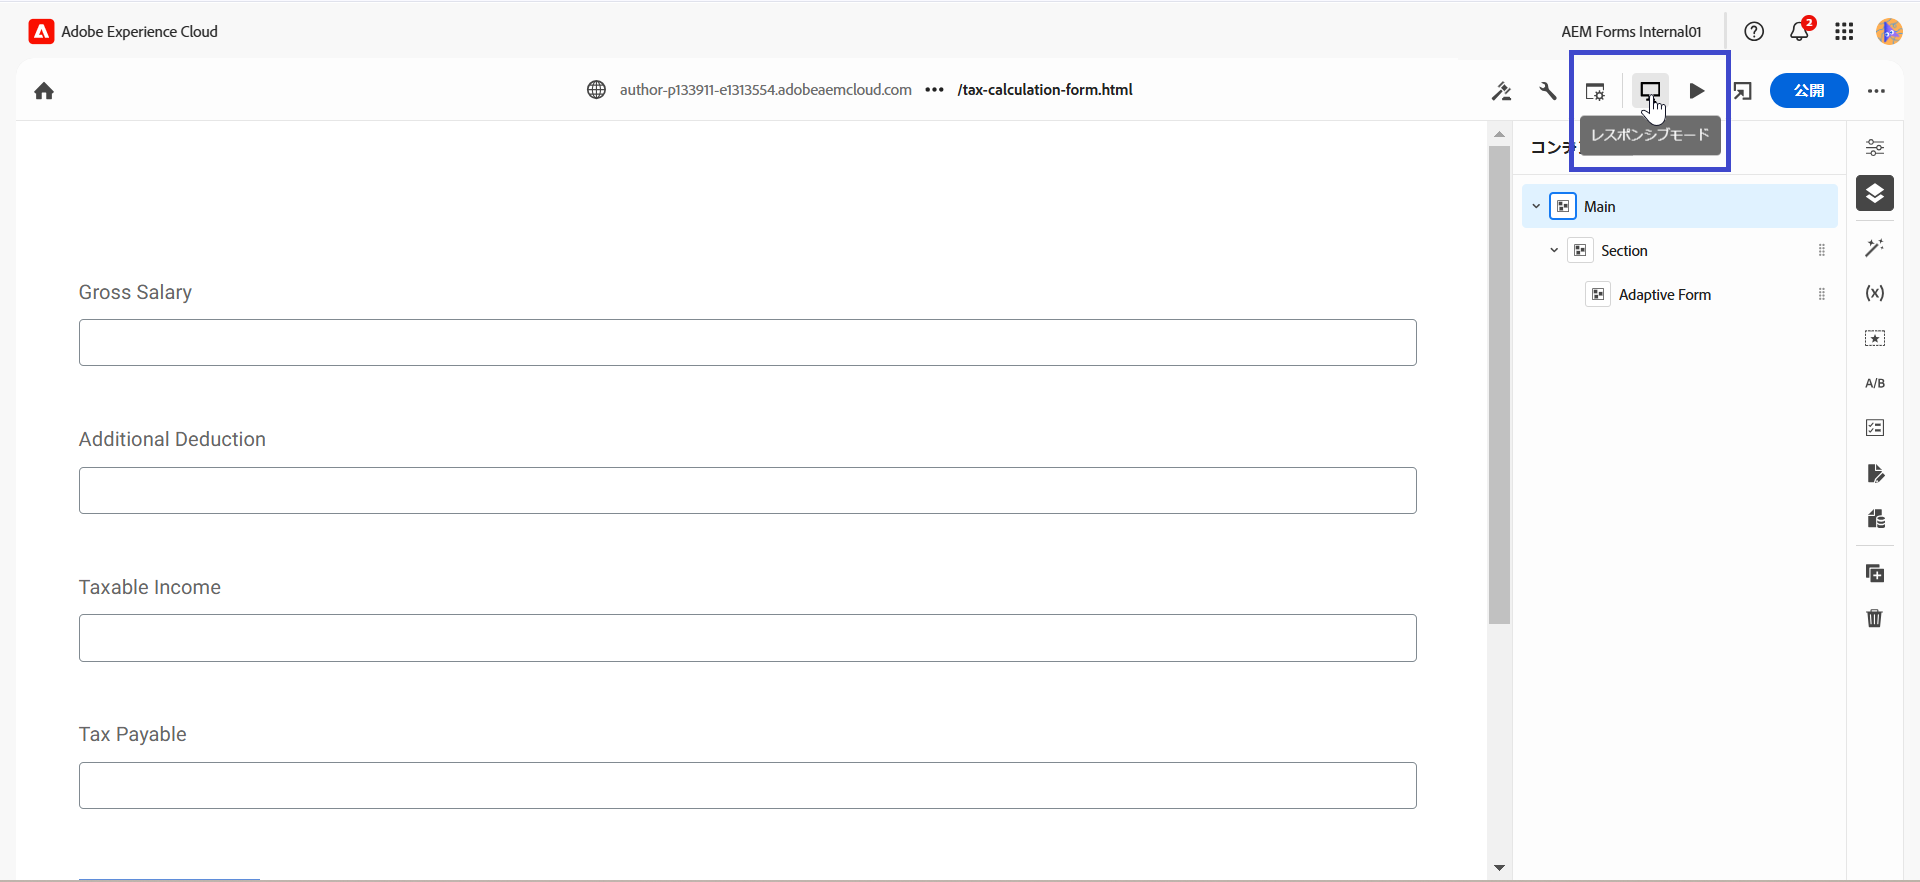 Adobe Experience Cloud
AEM Forms Internal01
2
author-p133911-e1313554.adobeaemcloud.com ••• /tax-calculation-form.html
公開
レスポンシブモード
コンテ
Main
Section
Adaptive Form
(x)
A/B
Gross Salary
Additional Deduction
Taxable Income
Tax Payable